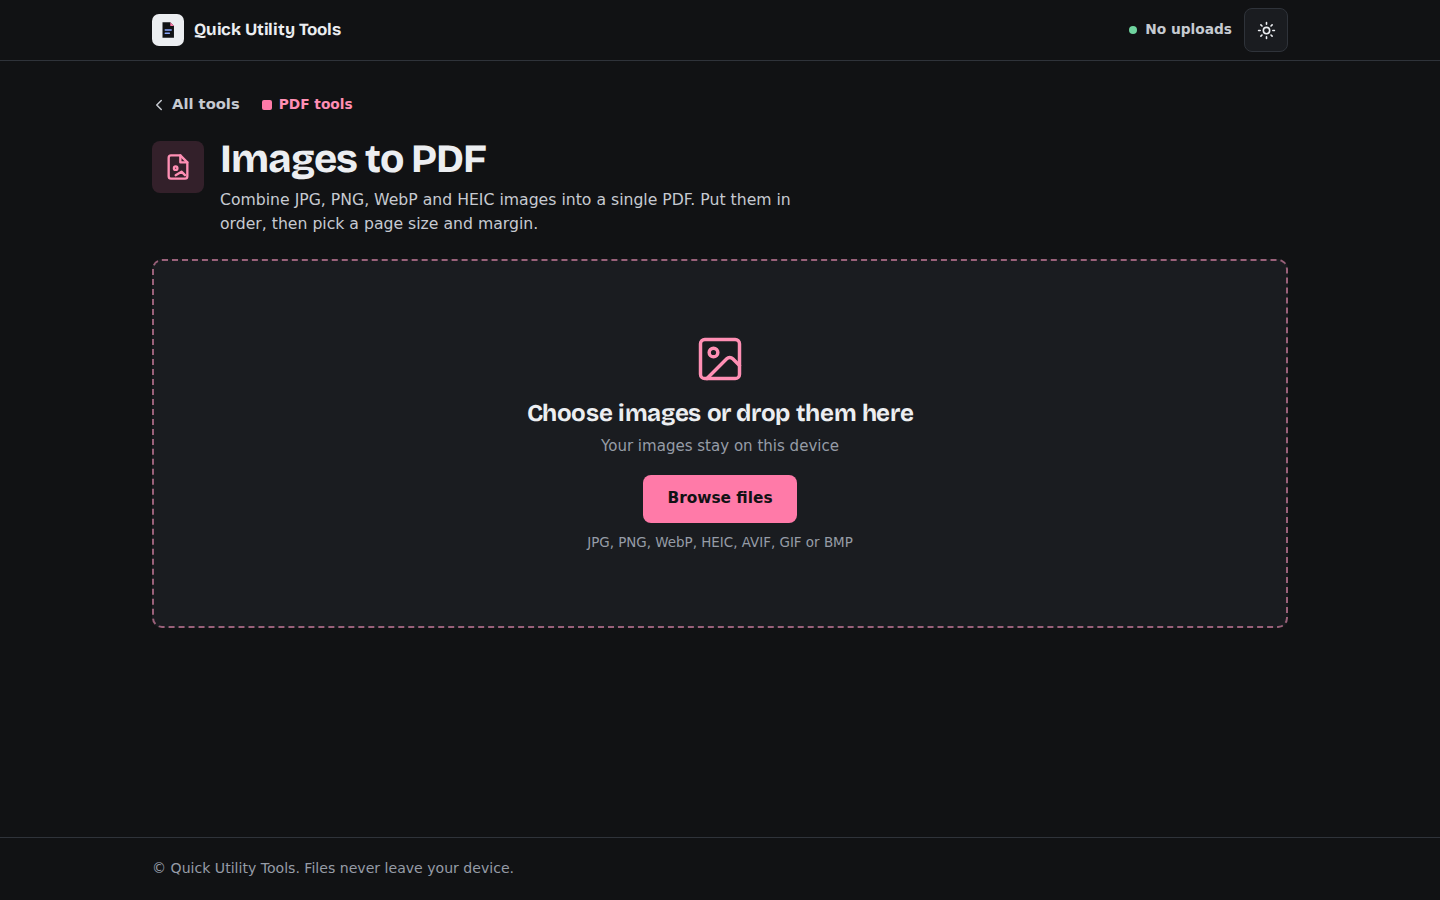 Quick Utility Tools
No uploads
All tools
PDF tools
Images to PDF
Combine JPG, PNG, WebP and HEIC images into a single PDF. Put them in
order, then pick a page size and margin.
Choose images or drop them here
Your images stay on this device
Browse files
JPG, PNG, WebP, HEIC, AVIF, GIF or BMP
© Quick Utility Tools. Files never leave your device.